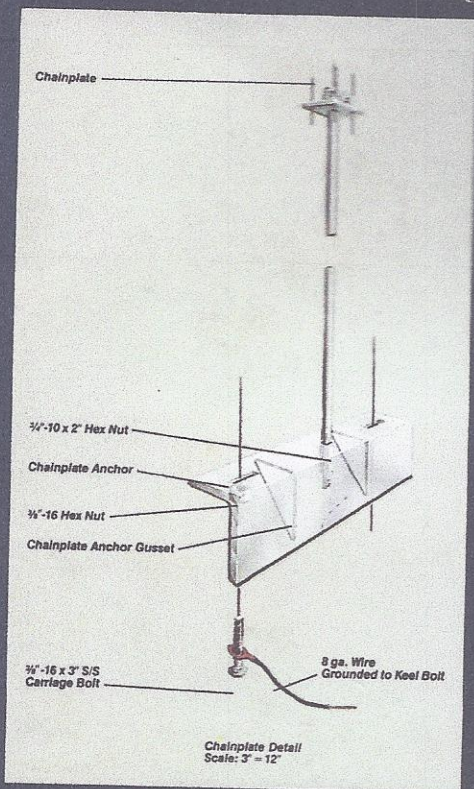 Chainplate
¾"-10 x 2" Hex Nut
Chainplate Anchor
⅜"-16 Hex Nut
Chainplate Anchor Gusset
⅜"-16 x 3" S/S
Carriage Bolt
8 ga. Wire
Grounded to Keel Bolt
Chainplate Detail
Scale: 3" = 12"